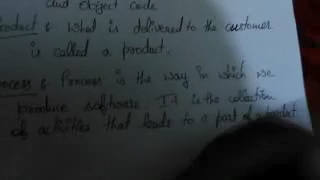 and object code
Product & What is delivered to the customer
is called a product.
Process & Process is the way in which we
produce software. It is the collection
of activities that leads to a part of a product